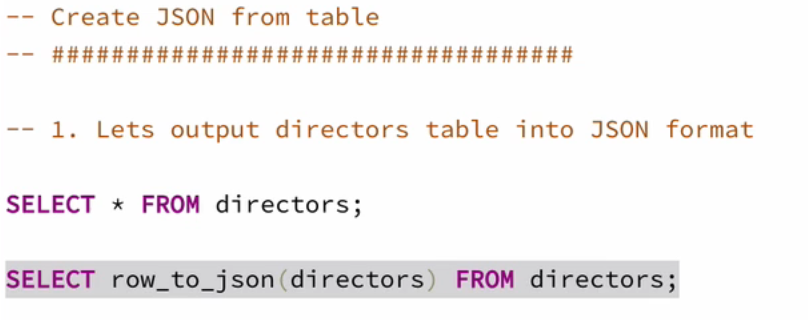 -- Create JSON from table
-- ###################################
-- 1. Lets output directors table into JSON format
SELECT * FROM directors;
SELECT row_to_json(directors) FROM directors;